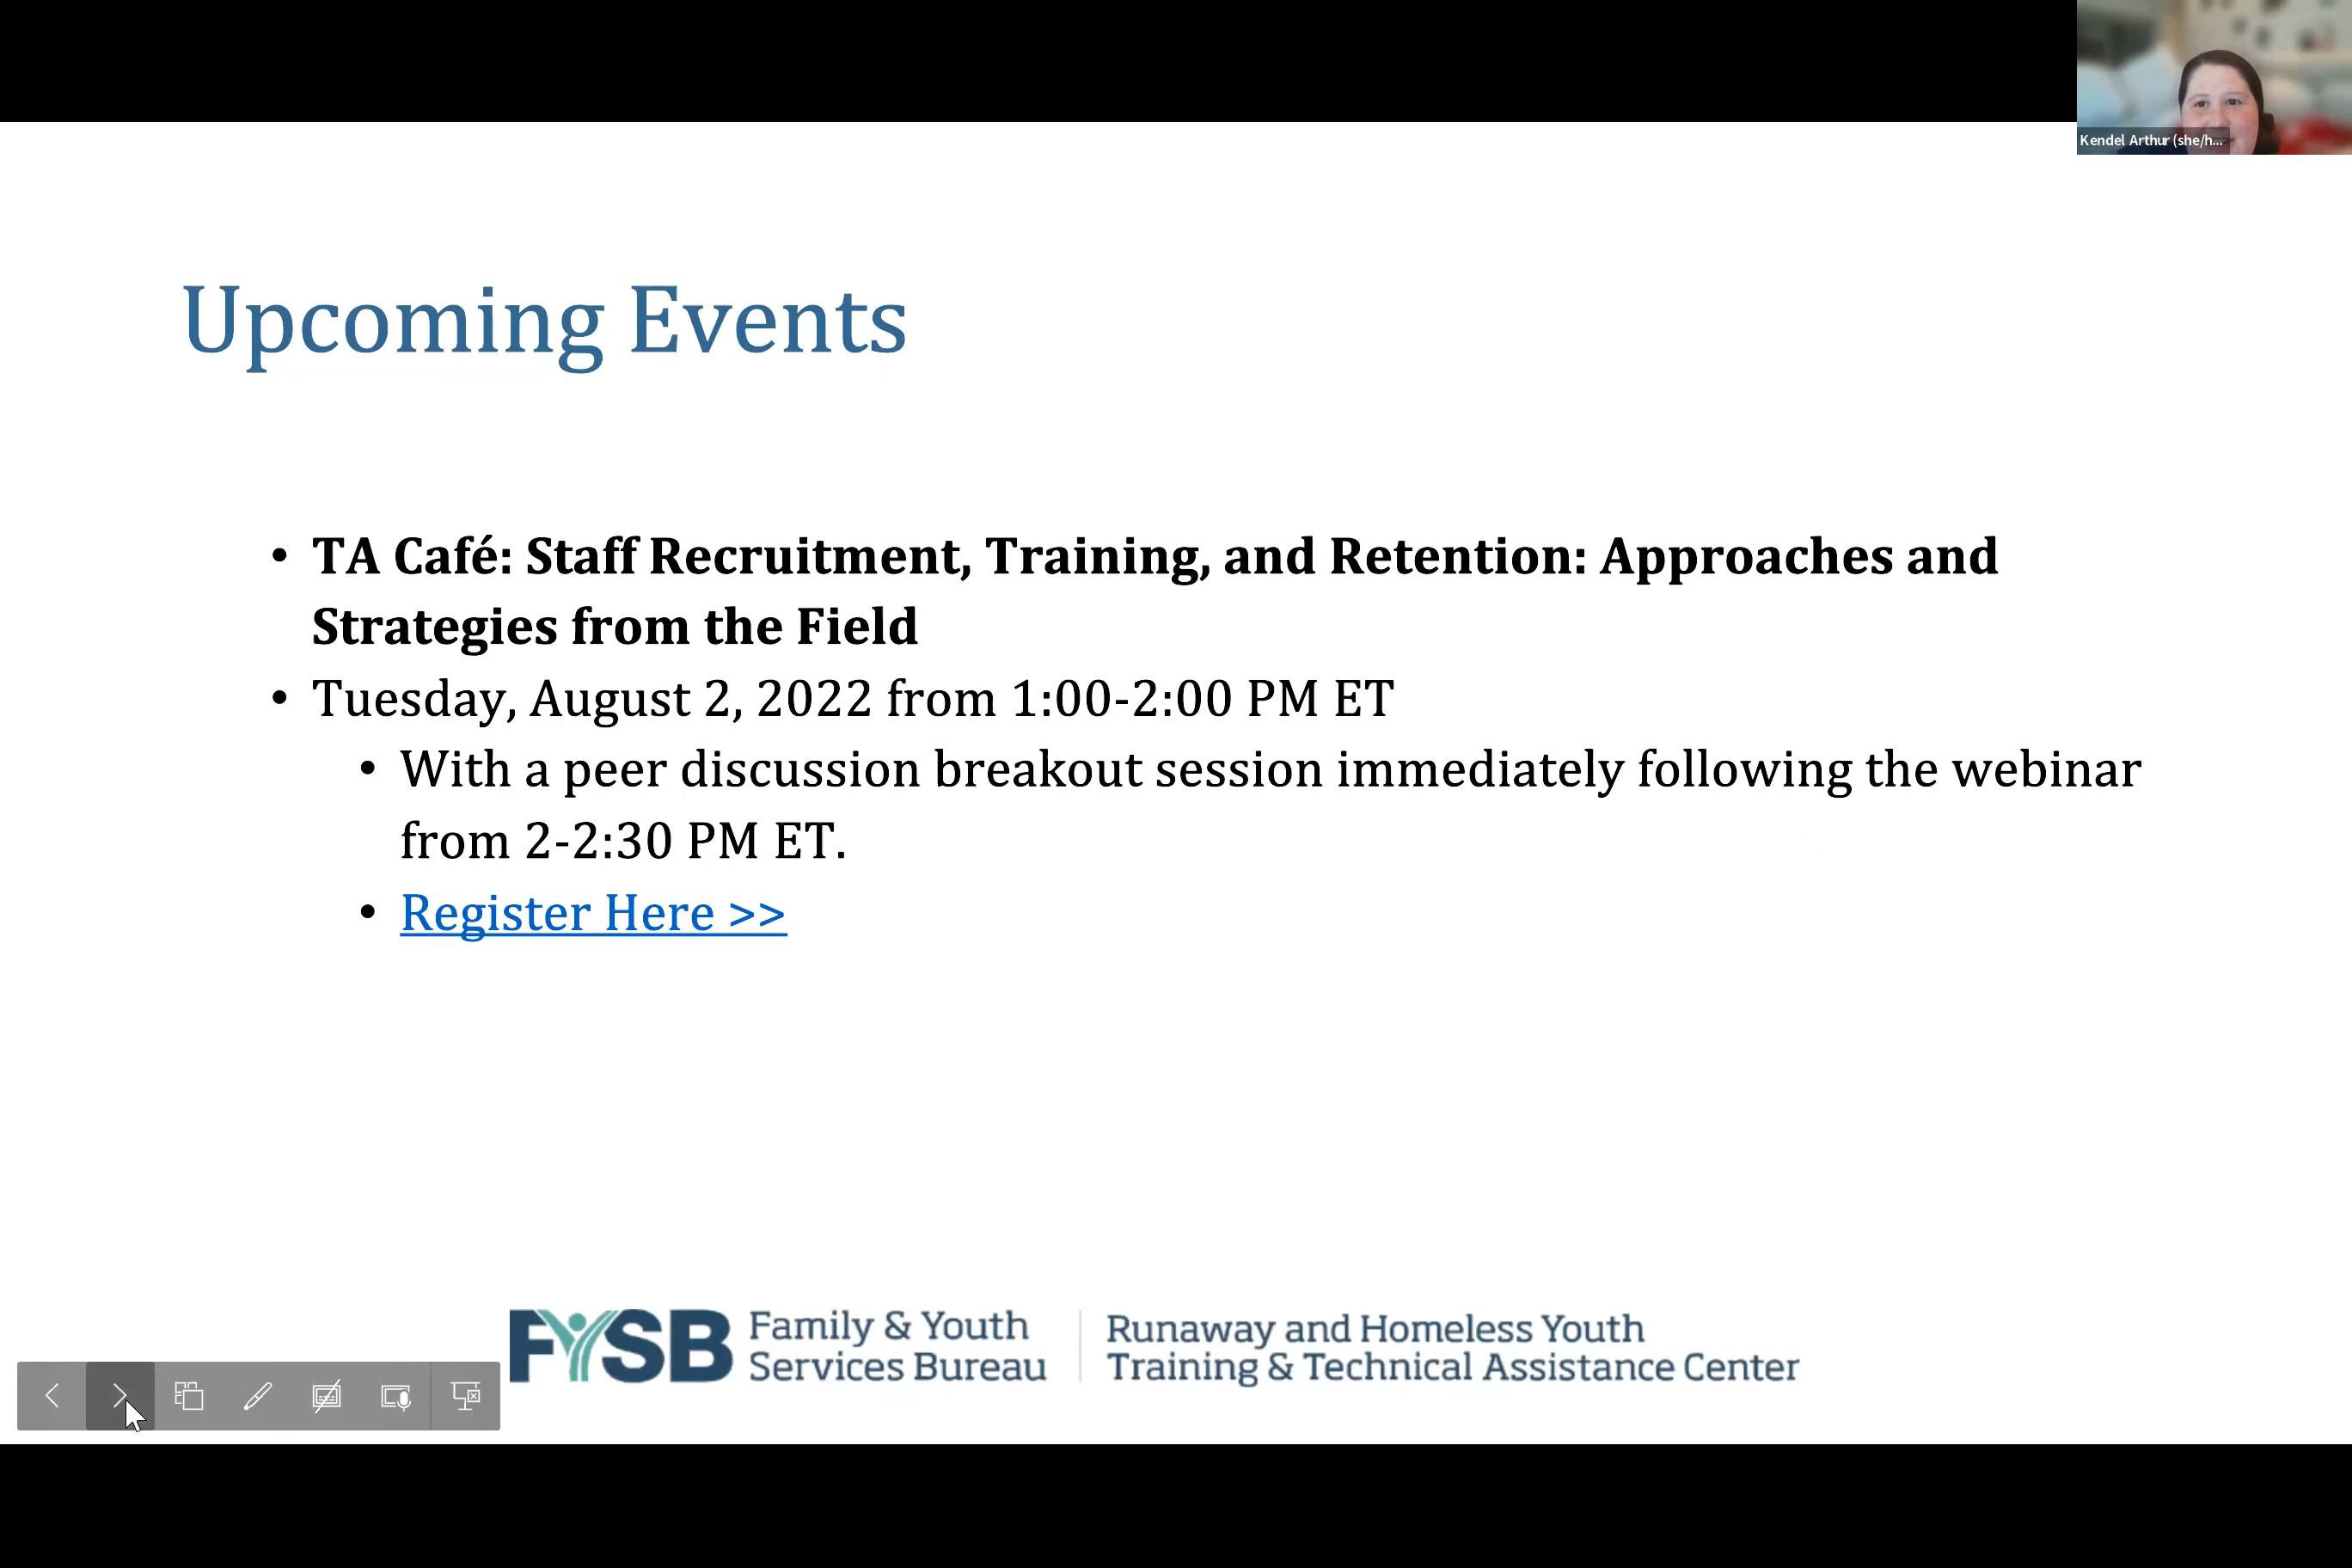 Kendel Arthur (she/h...
Upcoming Events
• TA Café: Staff Recruitment, Training, and Retention: Approaches and
Strategies from the Field
• Tuesday, August 2, 2022 from 1:00-2:00 PM ET
• With a peer discussion breakout session immediately following the webinar
from 2-2:30 PM ET.
• Register Here >>
FYSB
Family & Youth
Services Bureau
Runaway and Homeless Youth
Training & Technical Assistance Center